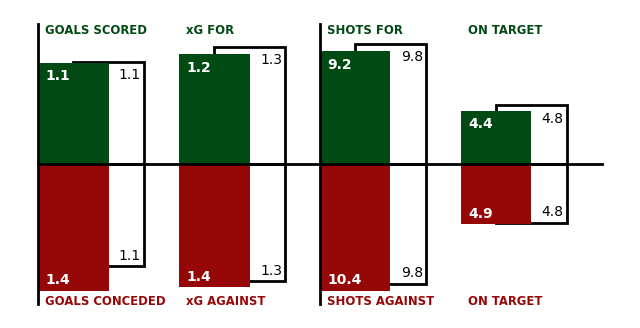 GOALS SCORED xG FOR SHOTS FOR ON TARGET
1.1 1.1 1.2 1.3 9.2 9.8 4.4 4.8
1.4 1.1 1.4 1.3 10.4 9.8 4.9 4.8
GOALS CONCEDED xG AGAINST SHOTS AGAINST ON TARGET